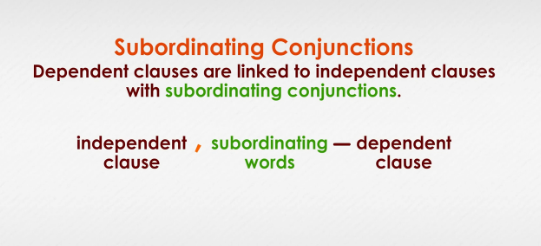 Subordinating Conjunctions
Dependent clauses are linked to independent clauses
with subordinating conjunctions.
independent , subordinating — dependent
clause words clause